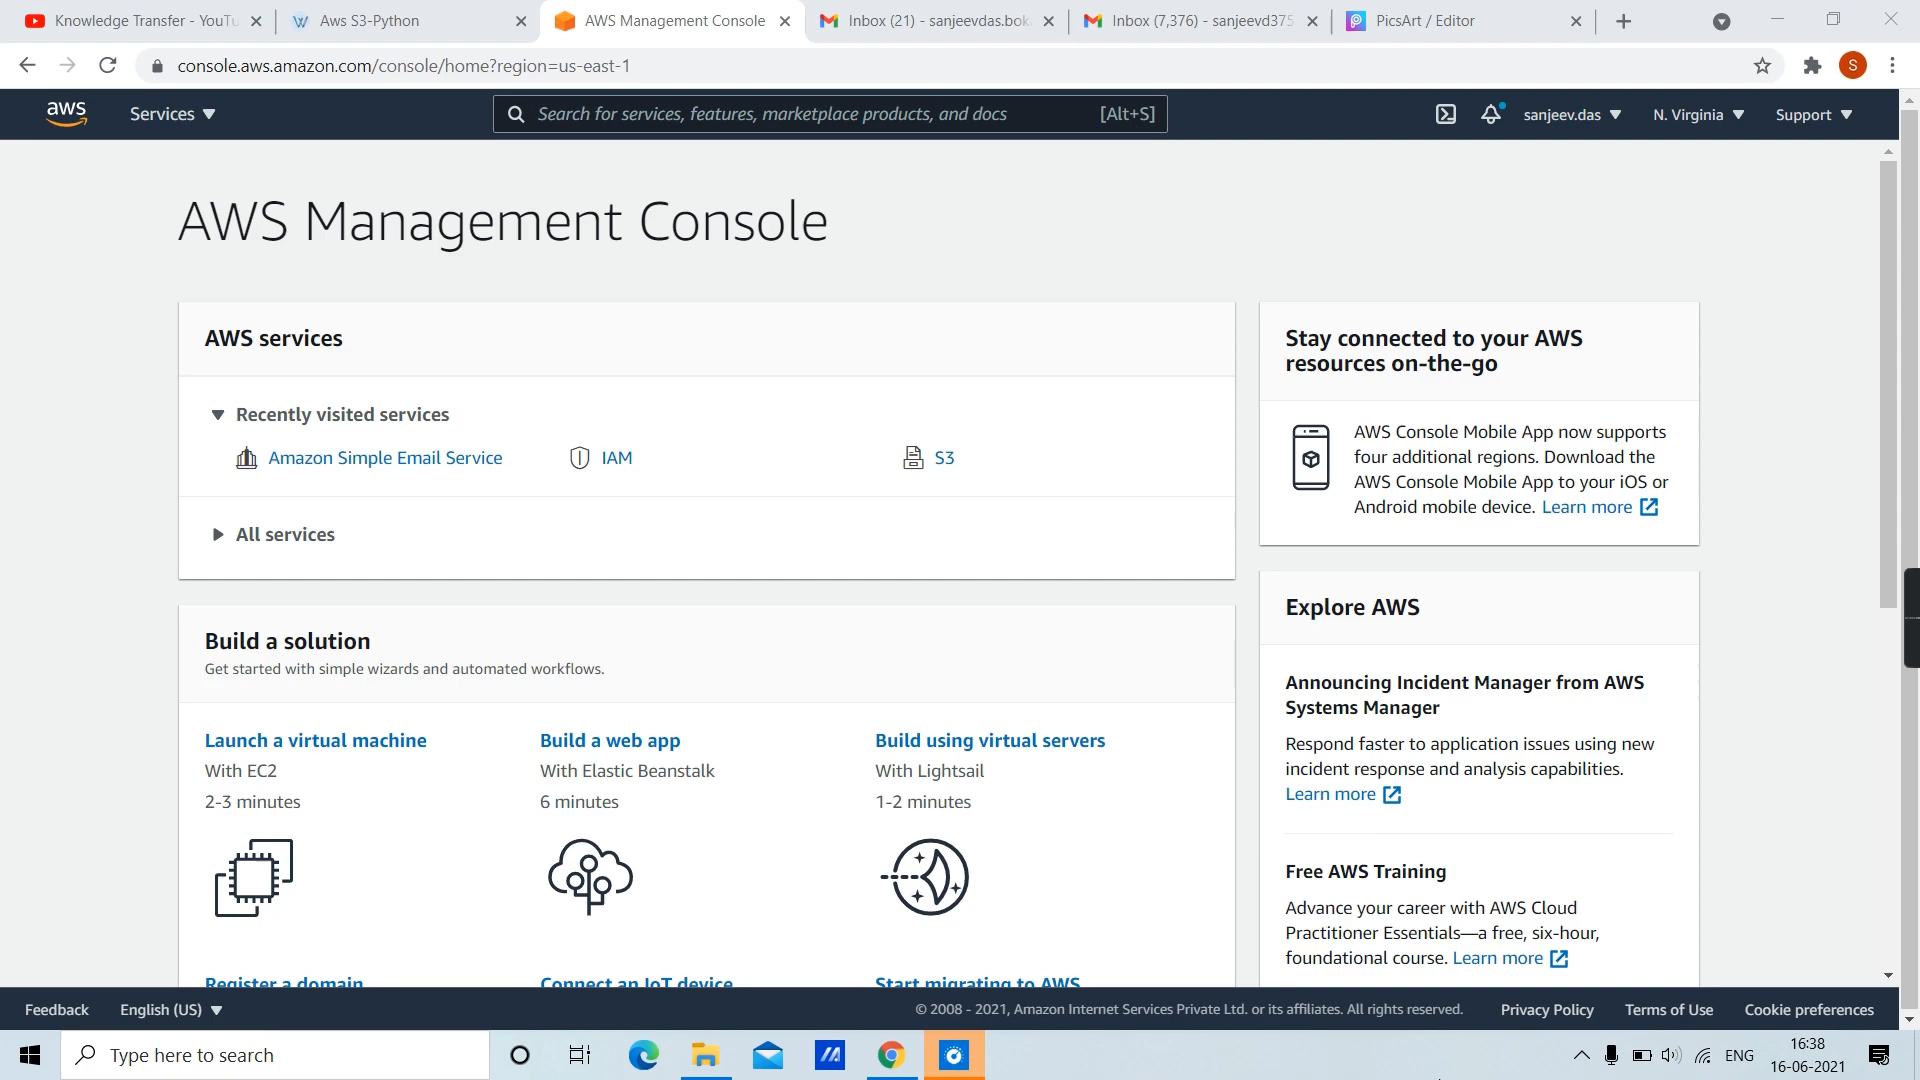 Knowledge Transfer - YouTu
Aws S3-Python
AWS Management Console
Inbox (21) - sanjeevdas.bok
Inbox (7,376) - sanjeevd375
PicsArt / Editor
console.aws.amazon.com/console/home?region=us-east-1
S
aws
Services
Search for services, features, marketplace products, and docs
[Alt+S]
sanjeev.das
N. Virginia
Support
AWS Management Console
AWS services
Recently visited services
Amazon Simple Email Service
IAM
S3
All services
Stay connected to your AWS
resources on-the-go
AWS Console Mobile App now supports
four additional regions. Download the
AWS Console Mobile App to your iOS or
Android mobile device. Learn more
Build a solution
Get started with simple wizards and automated workflows.
Launch a virtual machine
With EC2
2-3 minutes
Build a web app
With Elastic Beanstalk
6 minutes
Build using virtual servers
With Lightsail
1-2 minutes
Register a domain
Connect an IoT device
Start migrating to AWS
Explore AWS
Announcing Incident Manager from AWS
Systems Manager
Respond faster to application issues using new
incident response and analysis capabilities.
Learn more
Free AWS Training
Advance your career with AWS Cloud
Practitioner Essentials—a free, six-hour,
foundational course. Learn more
Feedback
English (US)
© 2008 - 2021, Amazon Internet Services Private Ltd. or its affiliates. All rights reserved.
Privacy Policy
Terms of Use
Cookie preferences
Type here to search
ENG
16:38
16-06-2021